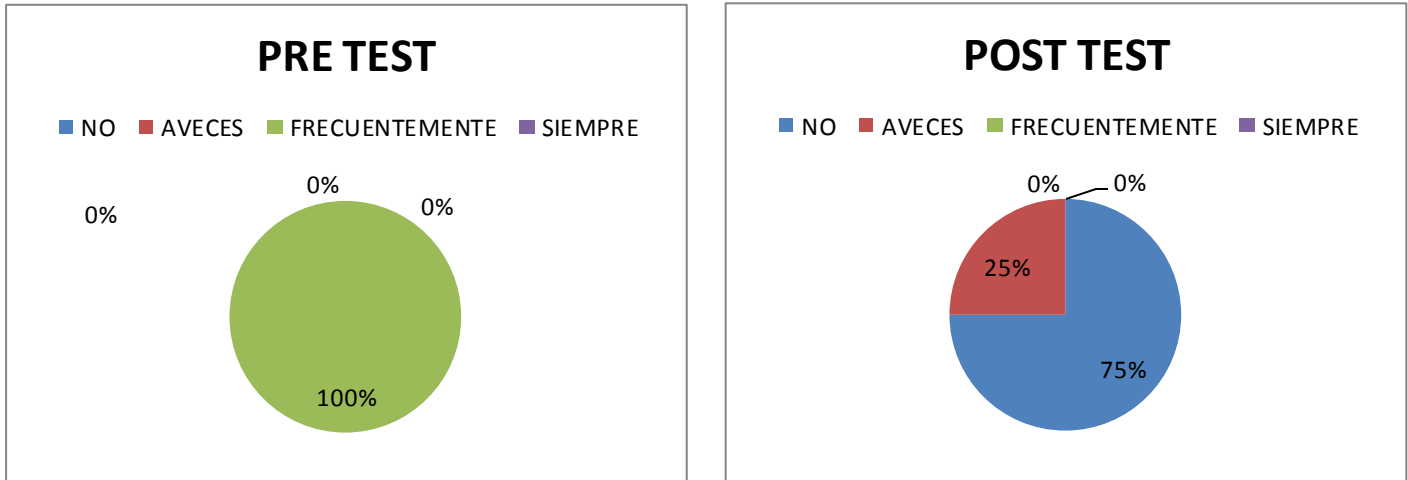 PRE TEST
NO AVECES FRECUENTEMENTE SIEMPRE
0%
0%
0%
100%
POST TEST
NO AVECES FRECUENTEMENTE SIEMPRE
0% 0%
25%
75%